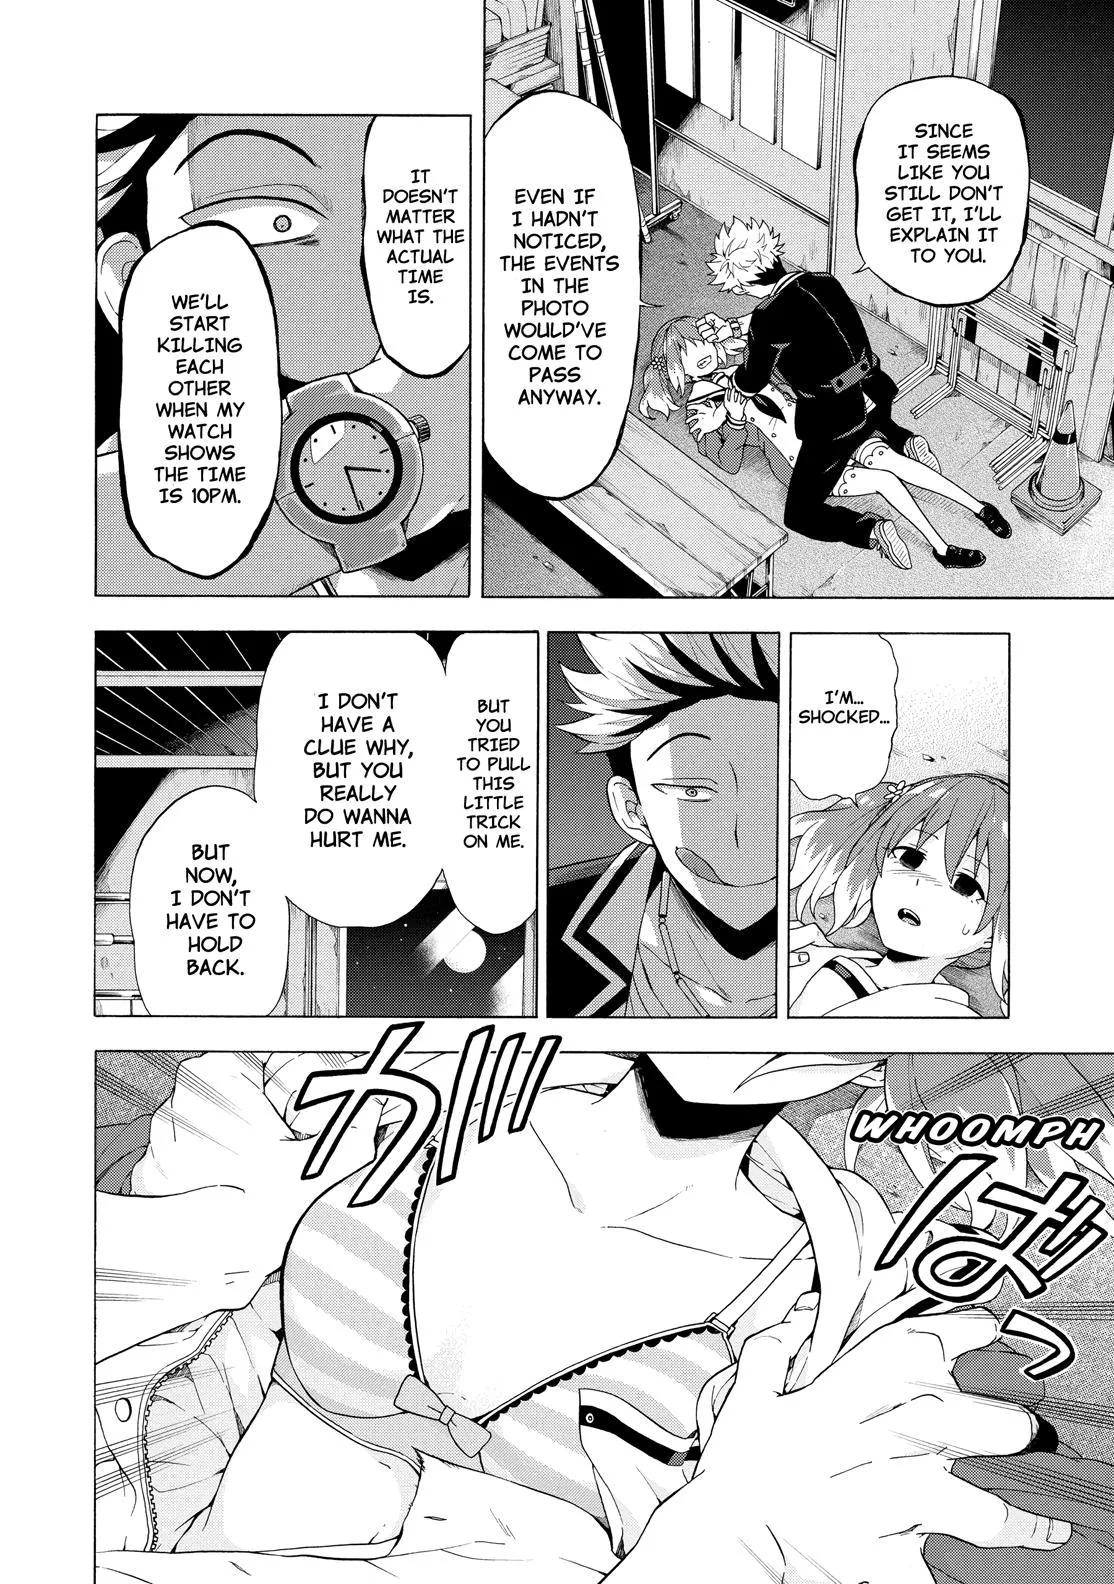 SINCE
IT SEEMS
LIKE YOU
STILL DON'T
GET IT, I'LL
EXPLAIN IT
TO YOU.
EVEN IF
I HADN'T
NOTICED,
THE EVENTS
IN THE
PHOTO
WOULD'VE
COME TO
PASS
ANYWAY.
IT
DOESN'T
MATTER
WHAT THE
ACTUAL
TIME
IS.
WE'LL
START
KILLING
EACH
OTHER
WHEN MY
WATCH
SHOWS
THE TIME
IS 10PM.
I'M...
SHOCKED...
BUT
YOU
TRIED
TO PULL
THIS
LITTLE
TRICK
ON ME.
I DON'T
HAVE A
CLUE WHY,
BUT YOU
REALLY
DO WANNA
HURT ME.
BUT
NOW,
I DON'T
HAVE TO
HOLD
BACK.
WHOOMPH
がばっ